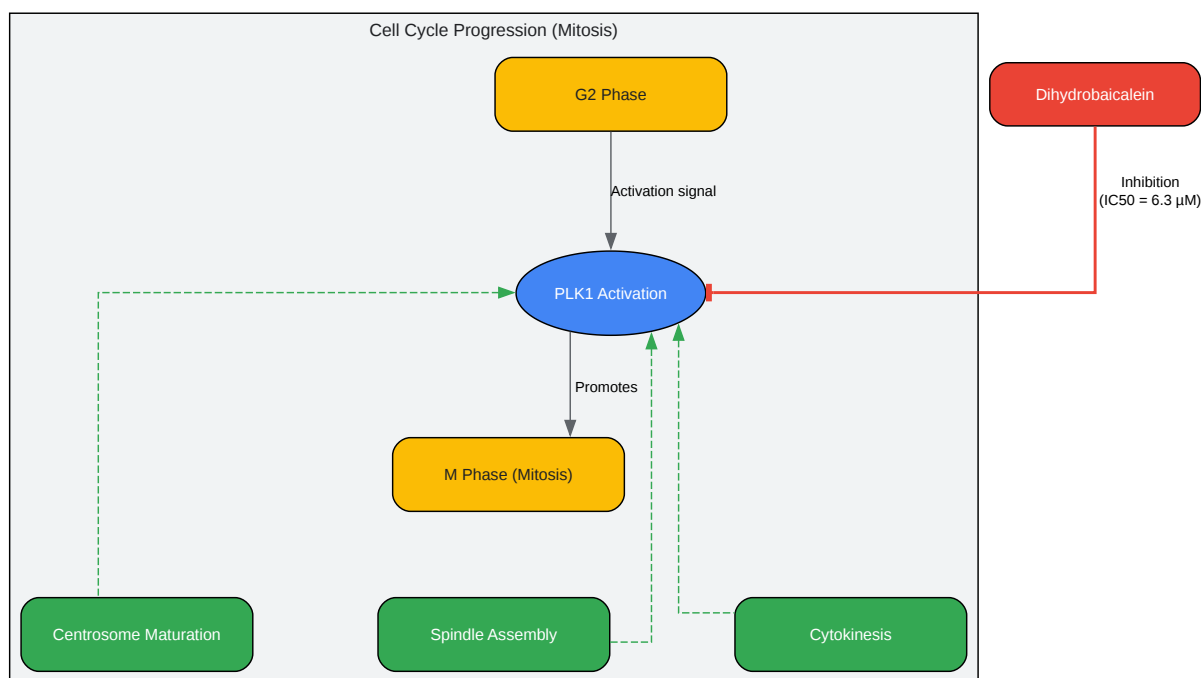 Cell Cycle Progression (Mitosis)
G2 Phase
Dihydrobaicalein
Activation signal
Inhibition
(IC50 = 6.3 µM)
PLK1 Activation
Promotes
M Phase (Mitosis)
Centrosome Maturation
Spindle Assembly
Cytokinesis